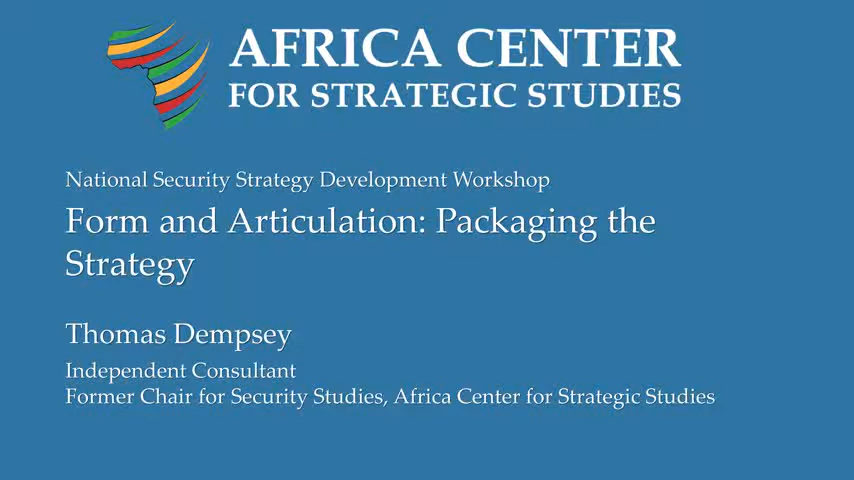 AFRICA CENTER
FOR STRATEGIC STUDIES
National Security Strategy Development Workshop
Form and Articulation: Packaging the
Strategy
Thomas Dempsey
Independent Consultant
Former Chair for Security Studies, Africa Center for Strategic Studies